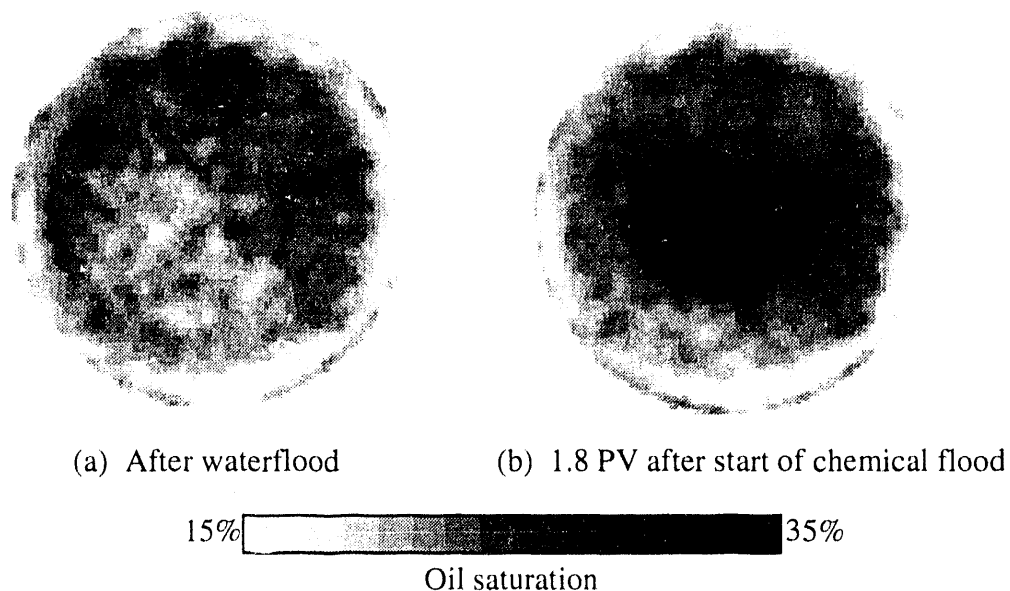 (a) After waterflood
(b) 1.8 PV after start of chemical flood
15%
35%
Oil saturation